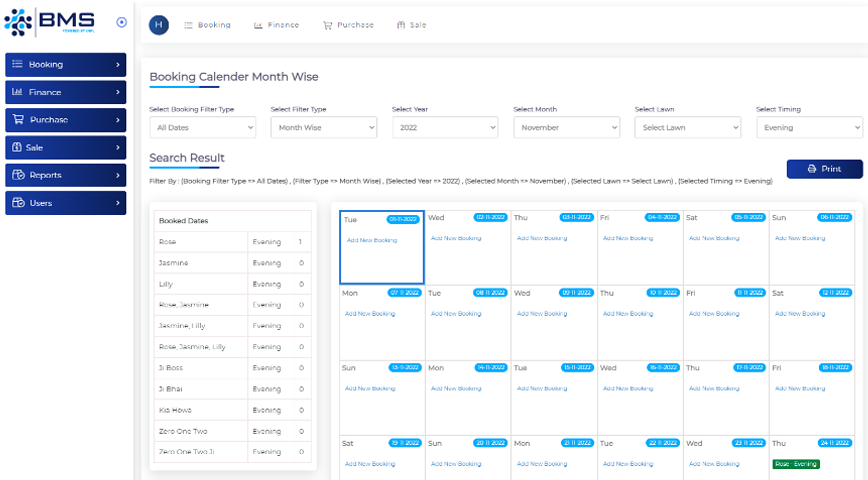 BMS
POWERED BY
H
Booking
Finance
Purchase
Sale
Booking
Finance
Purchase
Sale
Reports
Users
Booking Calender Month Wise
Select Booking Filter Type
Select Filter Type
Select Year
Select Month
Select Lawn
Select Timing
All Dates
Month Wise
2022
November
Select Lawn
Evening
Search Result
Print
Filter By : (Booking Filter Type => All Dates) , (Filter Type => Month Wise) , (Selected Year => 2022) , (Selected Month => November) , (Selected Lawn => Select Lawn) , (Selected Timing => Evening)
Booked Dates
Rose Evening 1
Jasmine Evening 0
Lilly Evening 0
Rose, Jasmine Evening 0
Jasmine, Lilly Evening 0
Rose, Jasmine, Lilly Evening 0
Ji Boss Evening 0
Ji Bhai Evening 0
Kia Howa Evening 0
Zero One Two Evening 0
Zero One Two Ji Evening 0
Tue 01-11-2022 Wed 02-11-2022 Thu 03-11-2022 Fri 04-11-2022 Sat 05-11-2022 Sun 06-11-2022
Add New Booking Add New Booking Add New Booking Add New Booking Add New Booking Add New Booking
Mon 07-11-2022 Tue 08-11-2022 Wed 09-11-2022 Thu 10-11-2022 Fri 11-11-2022 Sat 12-11-2022
Add New Booking Add New Booking Add New Booking Add New Booking Add New Booking Add New Booking
Sun 13-11-2022 Mon 14-11-2022 Tue 15-11-2022 Wed 16-11-2022 Thu 17-11-2022 Fri 18-11-2022
Add New Booking Add New Booking Add New Booking Add New Booking Add New Booking Add New Booking
Sat 19-11-2022 Sun 20-11-2022 Mon 21-11-2022 Tue 22-11-2022 Wed 23-11-2022 Thu 24-11-2022
Add New Booking Add New Booking Add New Booking Add New Booking Add New Booking Rose - Evening